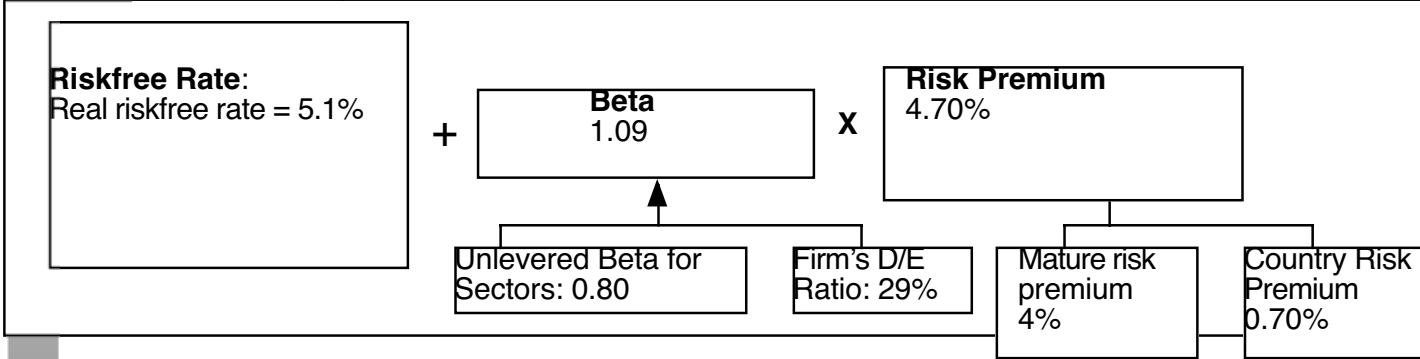 Riskfree Rate:
Real riskfree rate = 5.1%
+
Beta
1.09
X
Risk Premium
4.70%
Unlevered Beta for
Sectors: 0.80
Firm's D/E
Ratio: 29%
Mature risk
premium
4%
Country Risk
Premium
0.70%